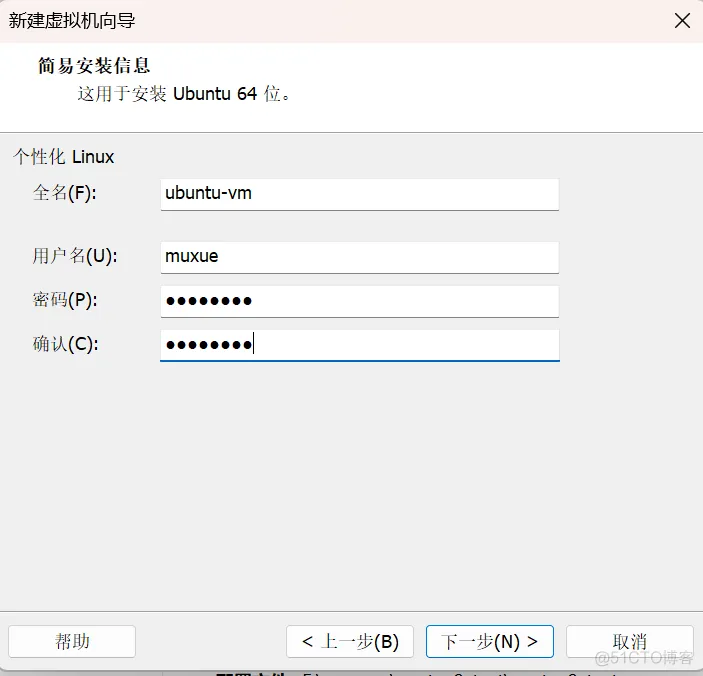 新建虚拟机向导
简易安装信息
这用于安装 Ubuntu 64 位。
个性化 Linux
全名(F):
ubuntu-vm
用户名(U):
muxue
密码(P):
●●●●●●●●
确认(C):
●●●●●●●●
帮助
< 上一步(B)
下一步(N) >
取消
@51CTO博客